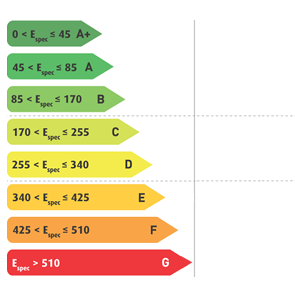 0 < Espec ≤ 45 A+
45 < Espec ≤ 85 A
85 < Espec ≤ 170 B
170 < Espec ≤ 255 C
255 < Espec ≤ 340 D
340 < Espec ≤ 425 E
425 < Espec ≤ 510 F
Espec > 510 G